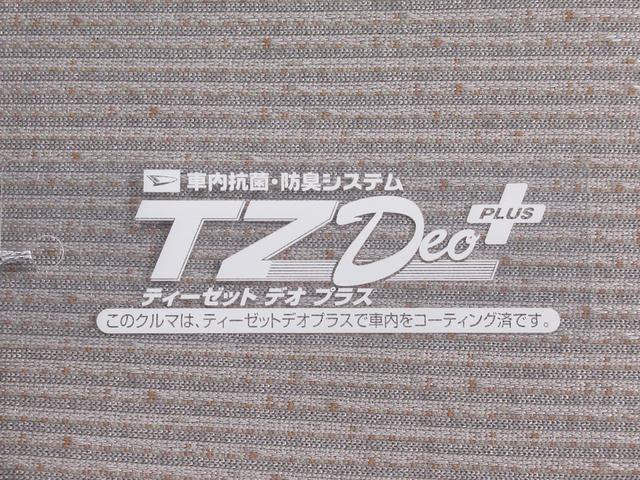 車内抗菌・防臭システム
TZ Deo PLUS
ティーゼット デオ プラス
このクルマは、ティーゼットデオプラスで車内をコーティング済です。